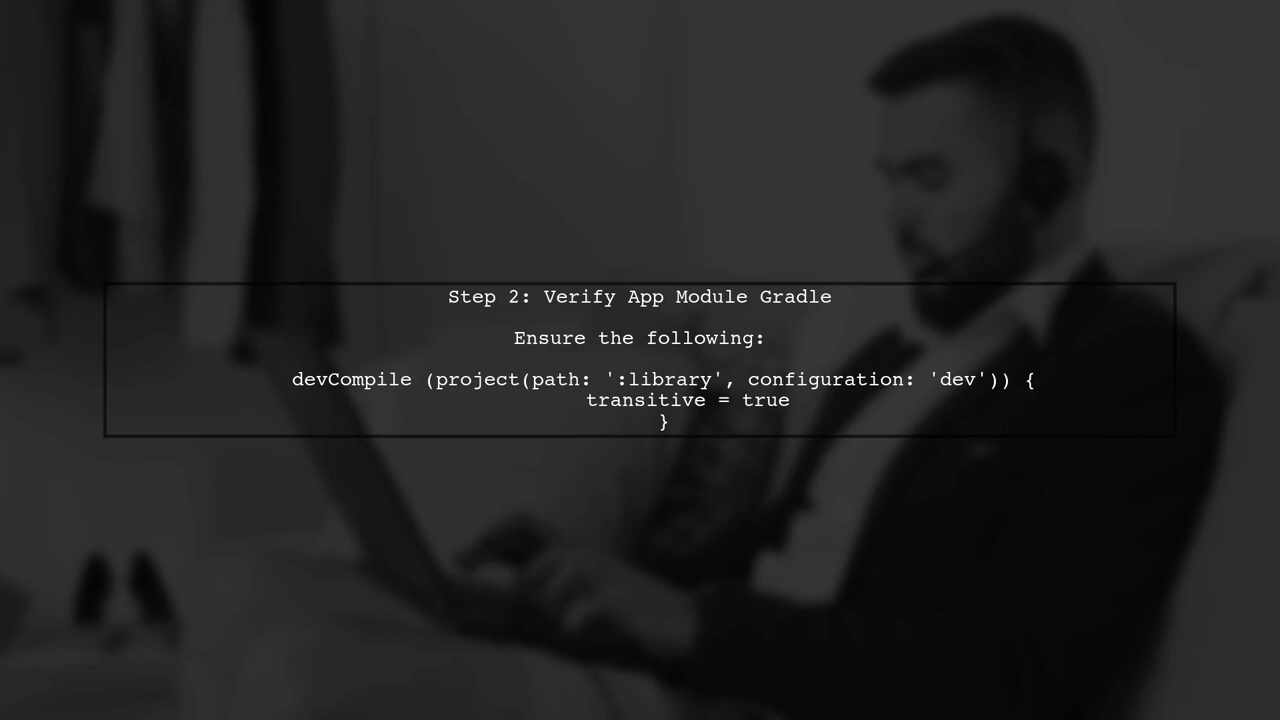 Step 2: Verify App Module Gradle
Ensure the following:
devCompile (project(path: ':library', configuration: 'dev')) {
transitive = true
}